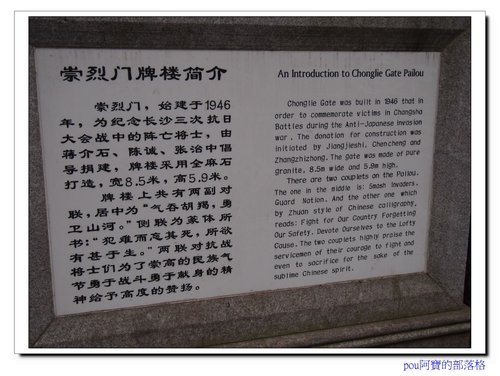 崇烈门牌楼简介
崇烈门，始建于1946
年，为纪念长沙三次抗日
大会战中的阵亡将士，由
蒋介石、陈诚、张治中倡
导捐建，牌楼采用全麻石
打造，宽8.5米，高5.9米。
牌楼上共有两副对
联，居中为“气吞胡羯，勇
卫山河。”侧联为篆体所
书：“犯难而忘其死，所欲
有甚于生。”两联对抗战
将士们为了崇高的民族气
节勇于战斗勇于献身的精
神给予高度的赞扬。
An Introduction to Chonglie Gate Pailou
Chonglie Gate was built in 1946 that in
order to commemorate victims in Changsha
Battles during the Anti-Japanese invasion
war. The donation for construction was
initiated by Jiangjieshi, Chencheng and
Zhangzhizhong. The gate was made of pure
granite, 8.5m wide and 5.9m high.
There are two couplets on the Pailou.
The one in the middle is: Smash Invaders.
Guard Nation. And the other one which
by Zhuan style of Chinese calligraphy,
reads: Fight for Our Country Forgetting
Our Safety. Devote Ourselves to the Lofty
Cause. The two couplets highly praise the
servicemen of their courage to fight and
even to sacrifice for the sake of the
sublime Chinese spirit.
pou阿寶的部落格